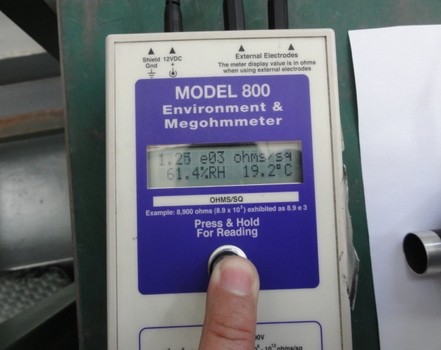 Shield Gnd
12VDC
External Electrodes
The meter display value is in ohms
when using external electrodes
MODEL 800
Environment &
Megohmmeter
1.25 e03 ohms/sq
61.4%RH 19.2°C
OHMS/SQ
Example: 8,900 ohms (8.9 x 10³) exhibited as 8.9 e 3
Press & Hold
For Reading